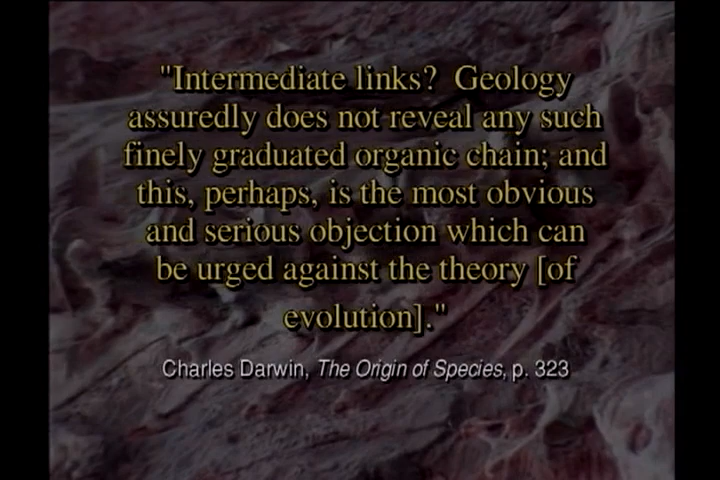 "Intermediate links?  Geology
assuredly does not reveal any such
finely graduated organic chain; and
this, perhaps, is the most obvious
and serious objection which can
be urged against the theory [of
evolution]."
Charles Darwin, The Origin of Species, p. 323